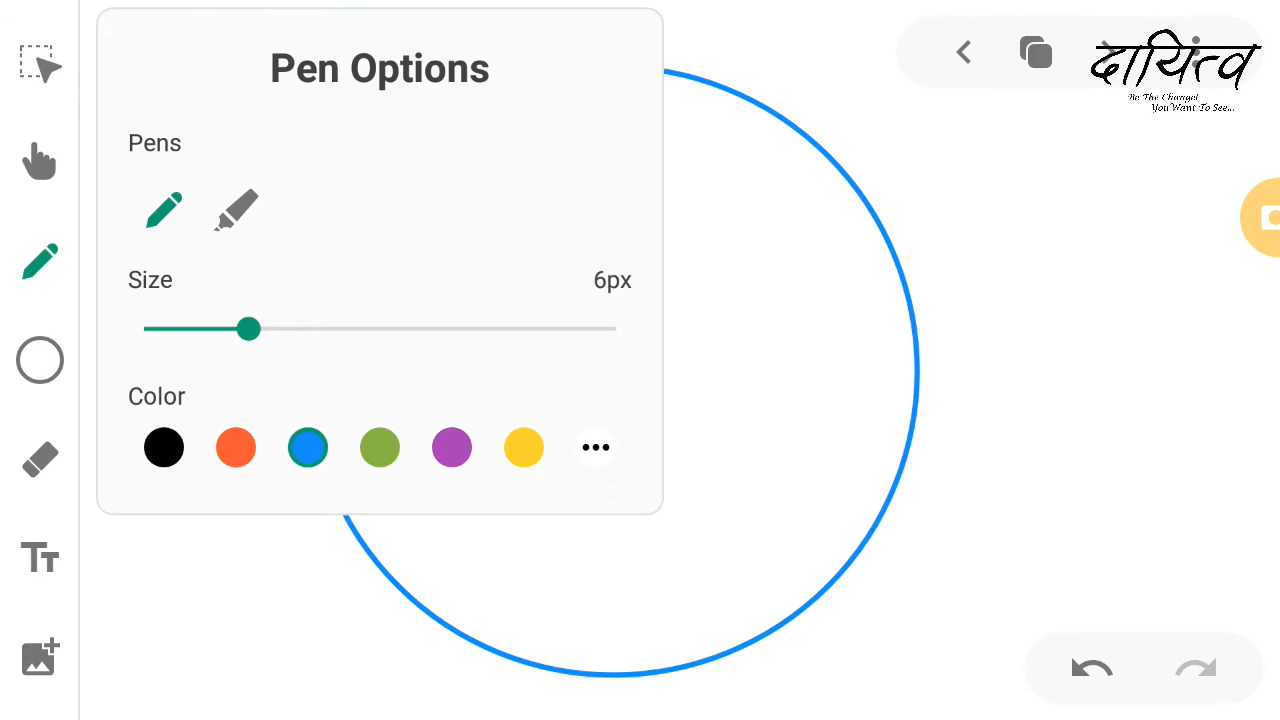 Pen Options
Pens
Size 6px
Color
दायित्व
Be The Change!
You Want To See...